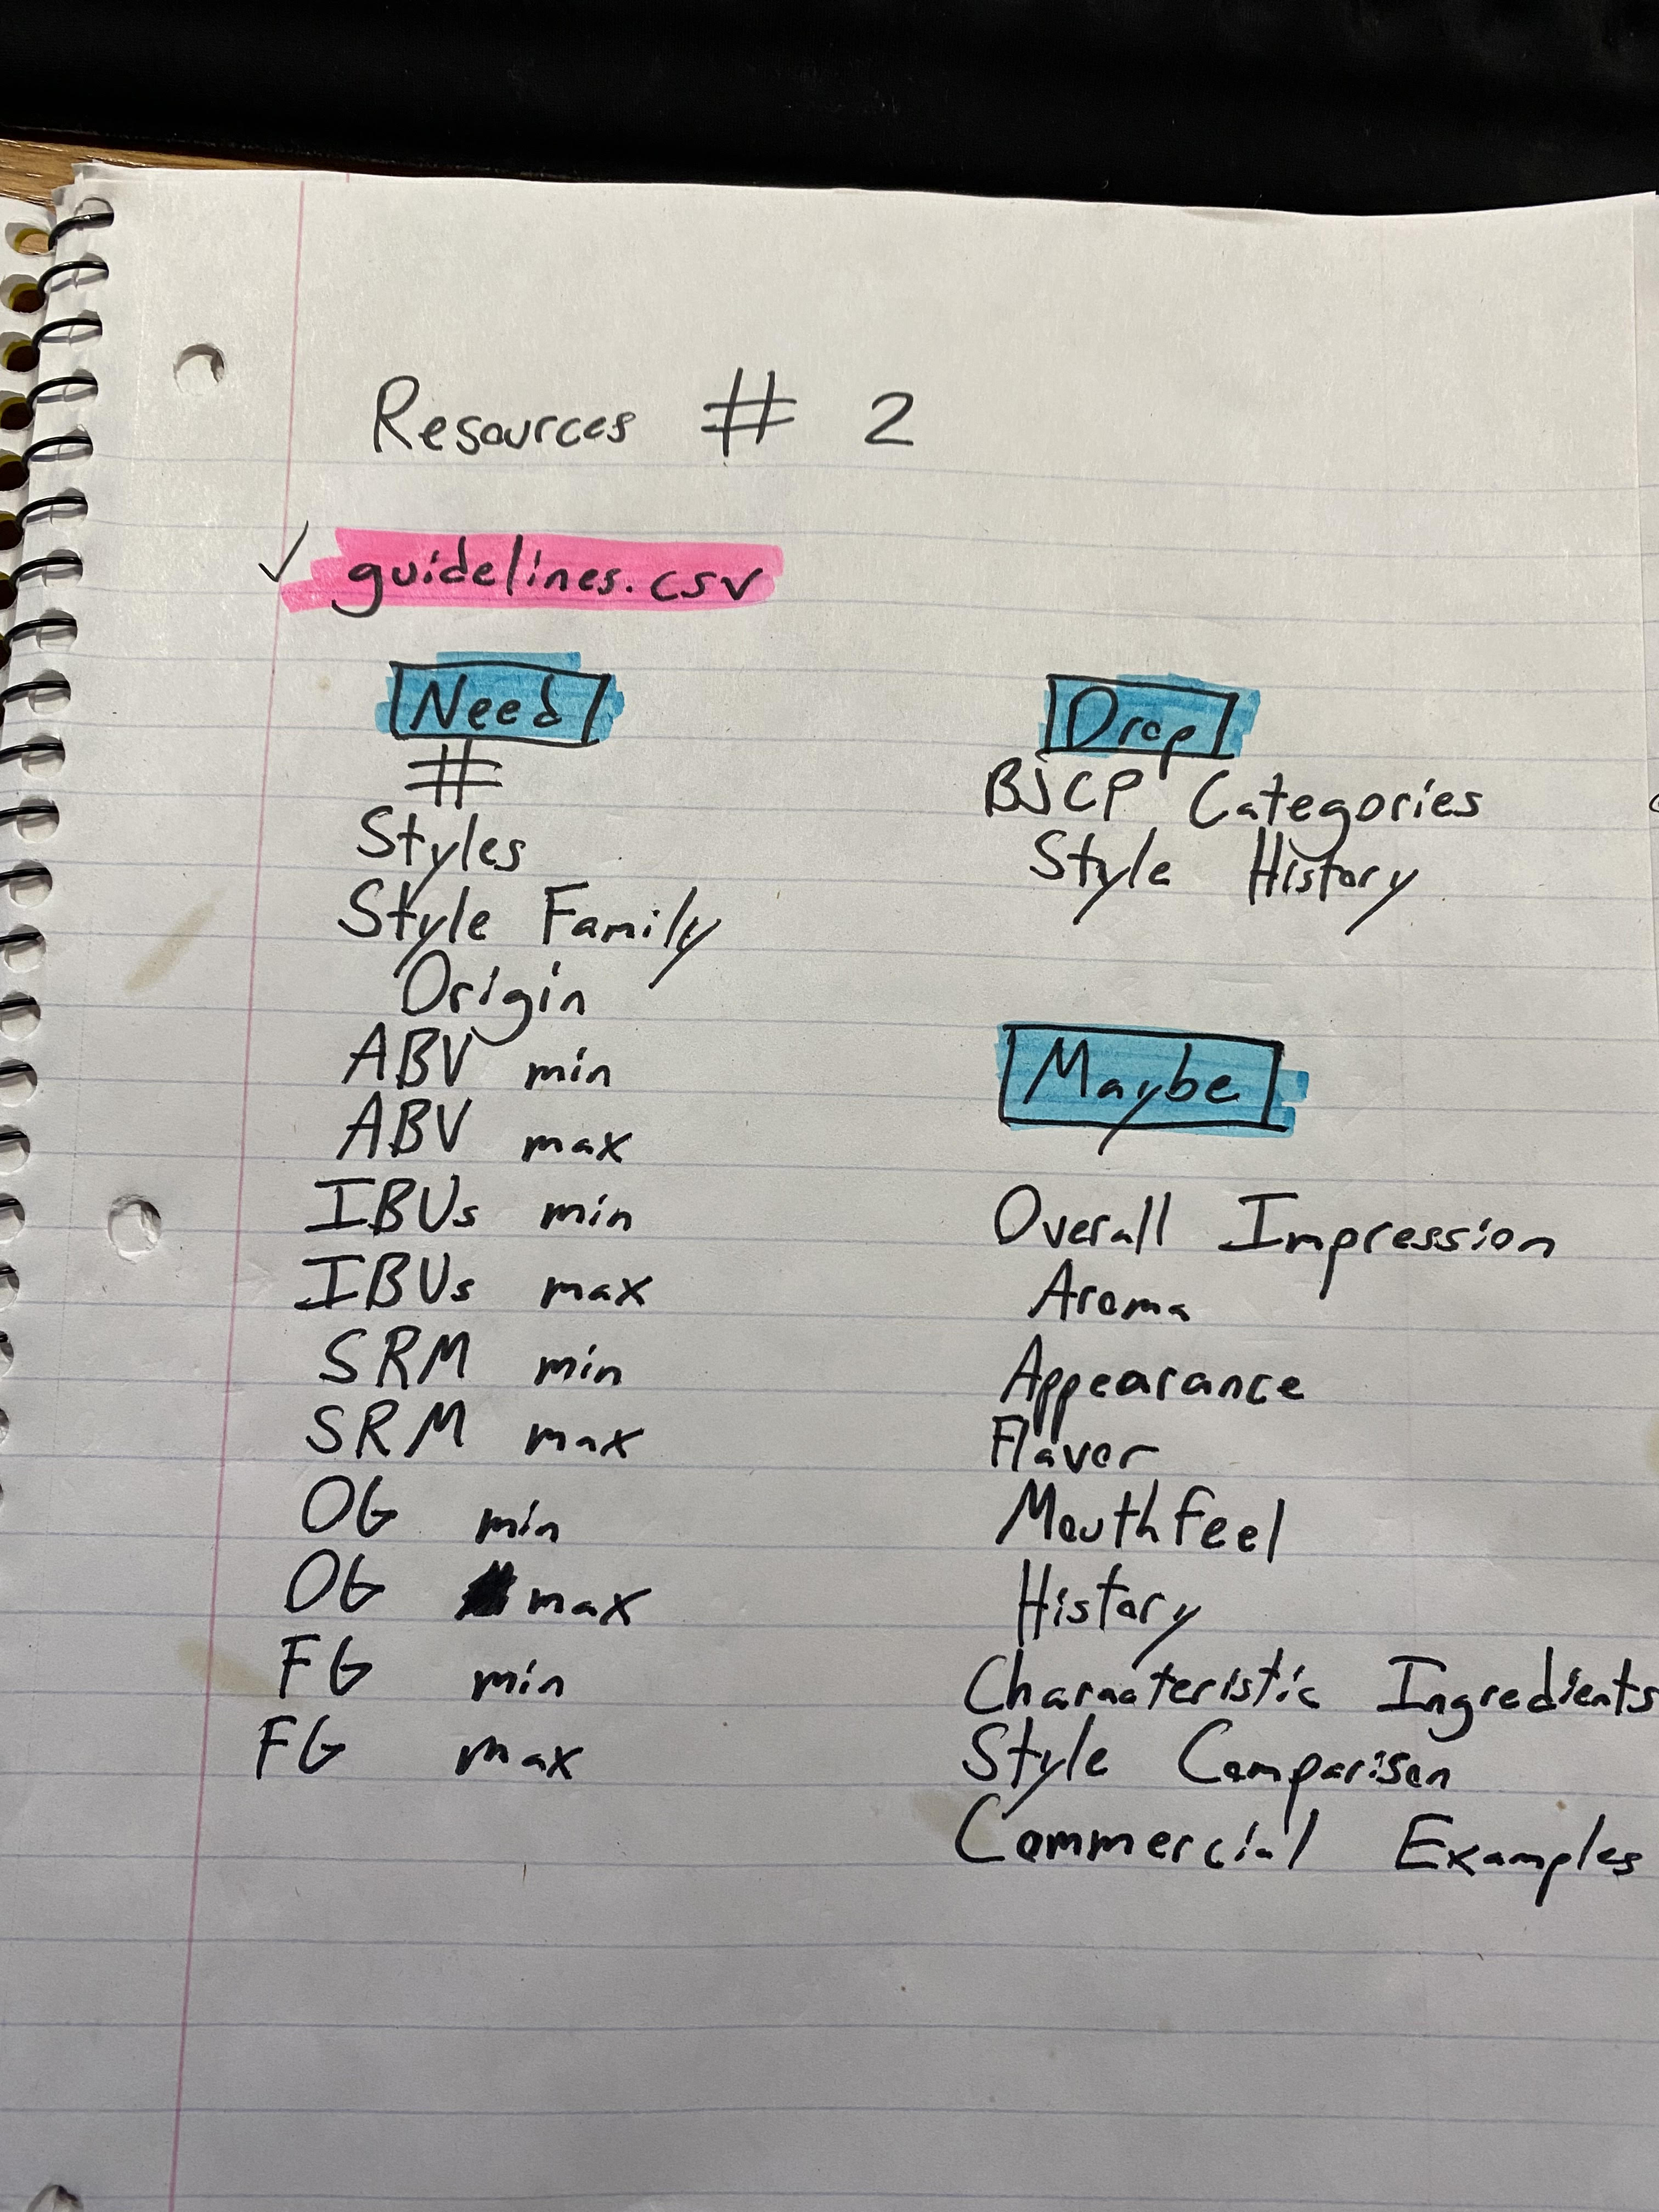 Resources # 2
✓ guidelines.csv
Need
#
Styles
Style Family
Origin
ABV min
ABV max
IBUs min
IBUs max
SRM min
SRM max
OG min
OG max
FG min
FG max
Drop
BJCP Categories
Style History
Maybe
Overall Impression
Aroma
Appearance
Flavor
Mouthfeel
History
Characteristic Ingredients
Style Comparison
Commercial Examples